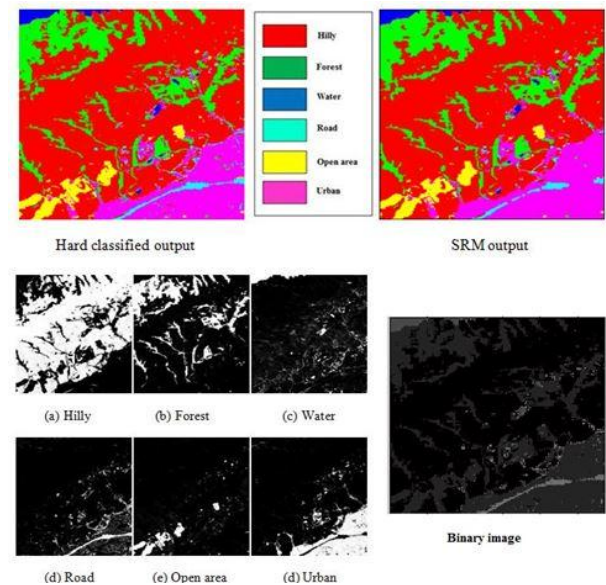 Hilly
Forest
Water
Road
Open area
Urban
Hard classified output
SRM output
(a) Hilly
(b) Forest
(c) Water
(d) Road
(e) Open area
(d) Urban
Binary image